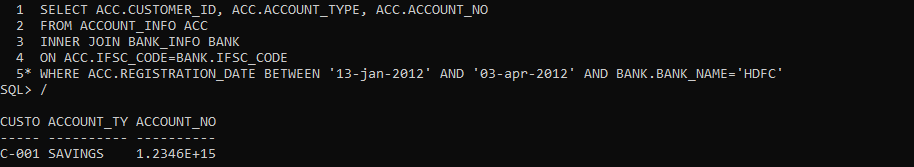 1 SELECT ACC.CUSTOMER_ID, ACC.ACCOUNT_TYPE, ACC.ACCOUNT_NO
2 FROM ACCOUNT_INFO ACC
3 INNER JOIN BANK_INFO BANK
4 ON ACC.IFSC_CODE=BANK.IFSC_CODE
5* WHERE ACC.REGISTRATION_DATE BETWEEN '13-jan-2012' AND '03-apr-2012' AND BANK.BANK_NAME='HDFC'
SQL> /
CUSTO ACCOUNT_TY ACCOUNT_NO
----- ---------- ----------
C-001 SAVINGS 1.2346E+15